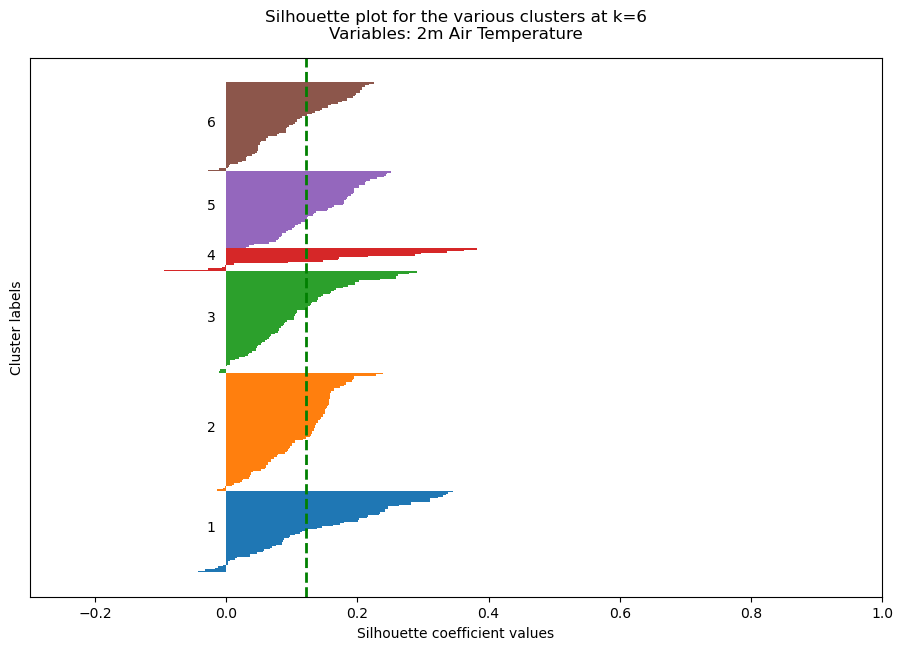 Silhouette plot for the various clusters at k=6
Variables: 2m Air Temperature
Cluster labels
6
5
4
3
2
1
−0.2 0.0 0.2 0.4 0.6 0.8 1.0
Silhouette coefficient values